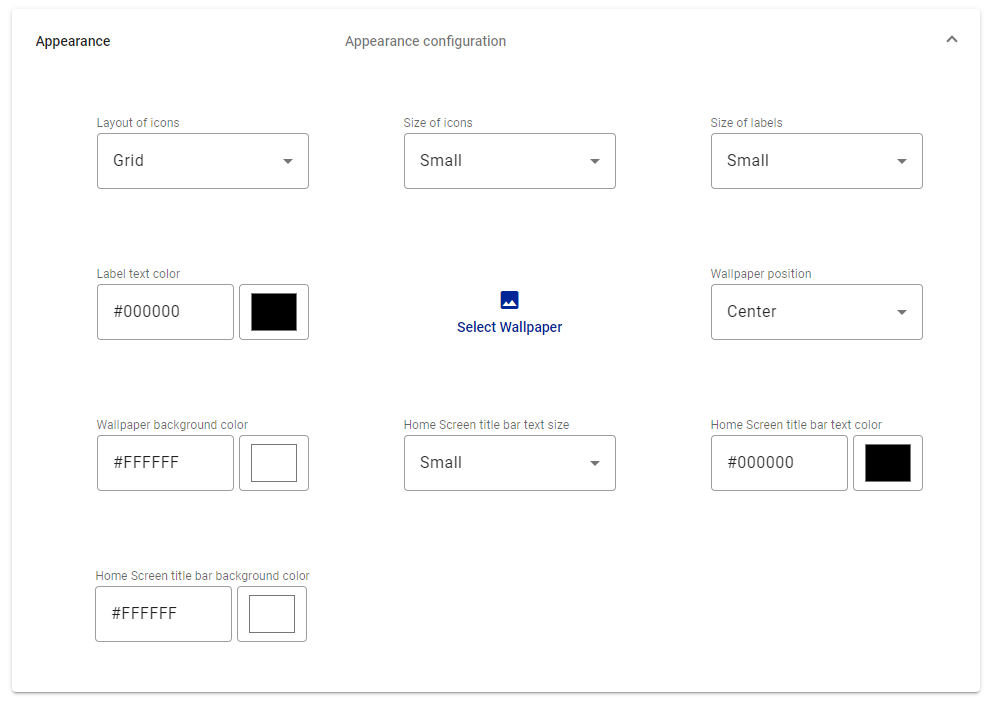 Appearance
Appearance configuration
Layout of icons
Size of icons
Size of labels
Grid
Small
Small
Label text color
Wallpaper position
#000000
Select Wallpaper
Center
Wallpaper background color
Home Screen title bar text size
Home Screen title bar text color
#FFFFFF
Small
#000000
Home Screen title bar background color
#FFFFFF